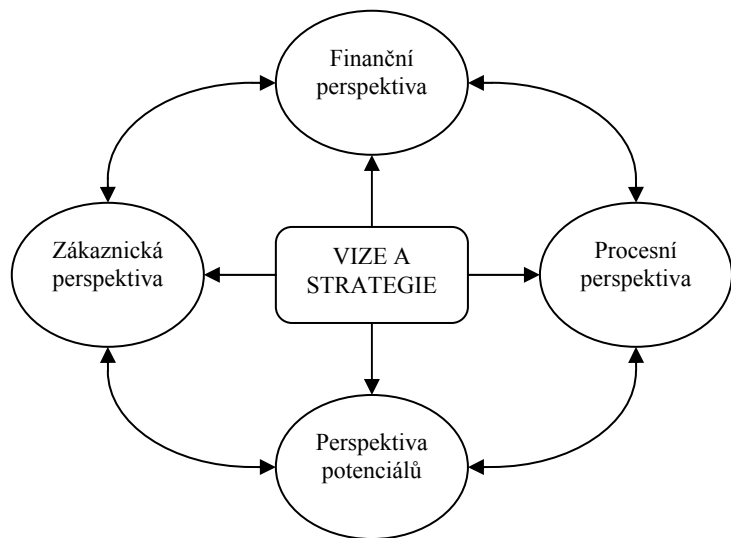 Finanční
perspektiva
Zákaznická
perspektiva
VIZE A
STRATEGIE
Procesní
perspektiva
Perspektiva
potenciálů